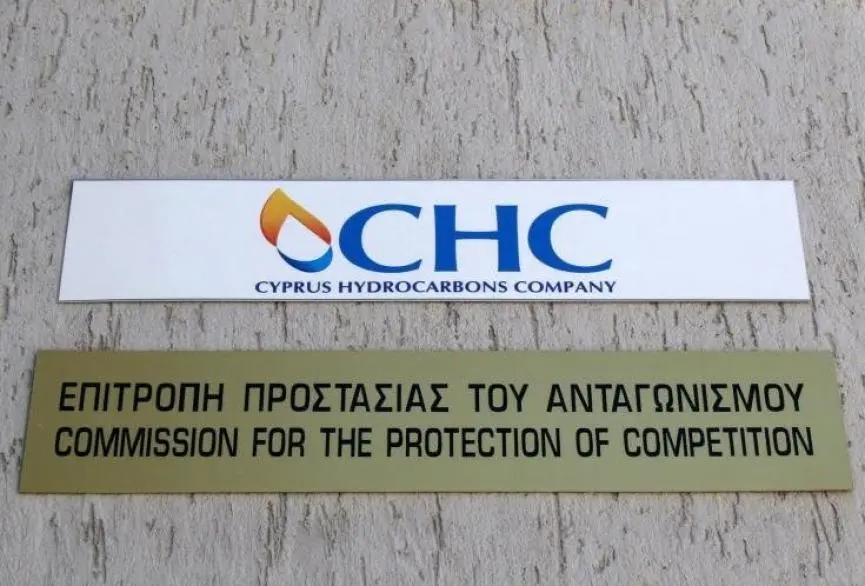 CHC
CYPRUS HYDROCARBONS COMPANY
ΕΠΙΤΡΟΠΗ ΠΡΟΣΤΑΣΙΑΣ ΤΟΥ ΑΝΤΑΓΩΝΙΣΜΟΥ
COMMISSION FOR THE PROTECTION OF COMPETITION